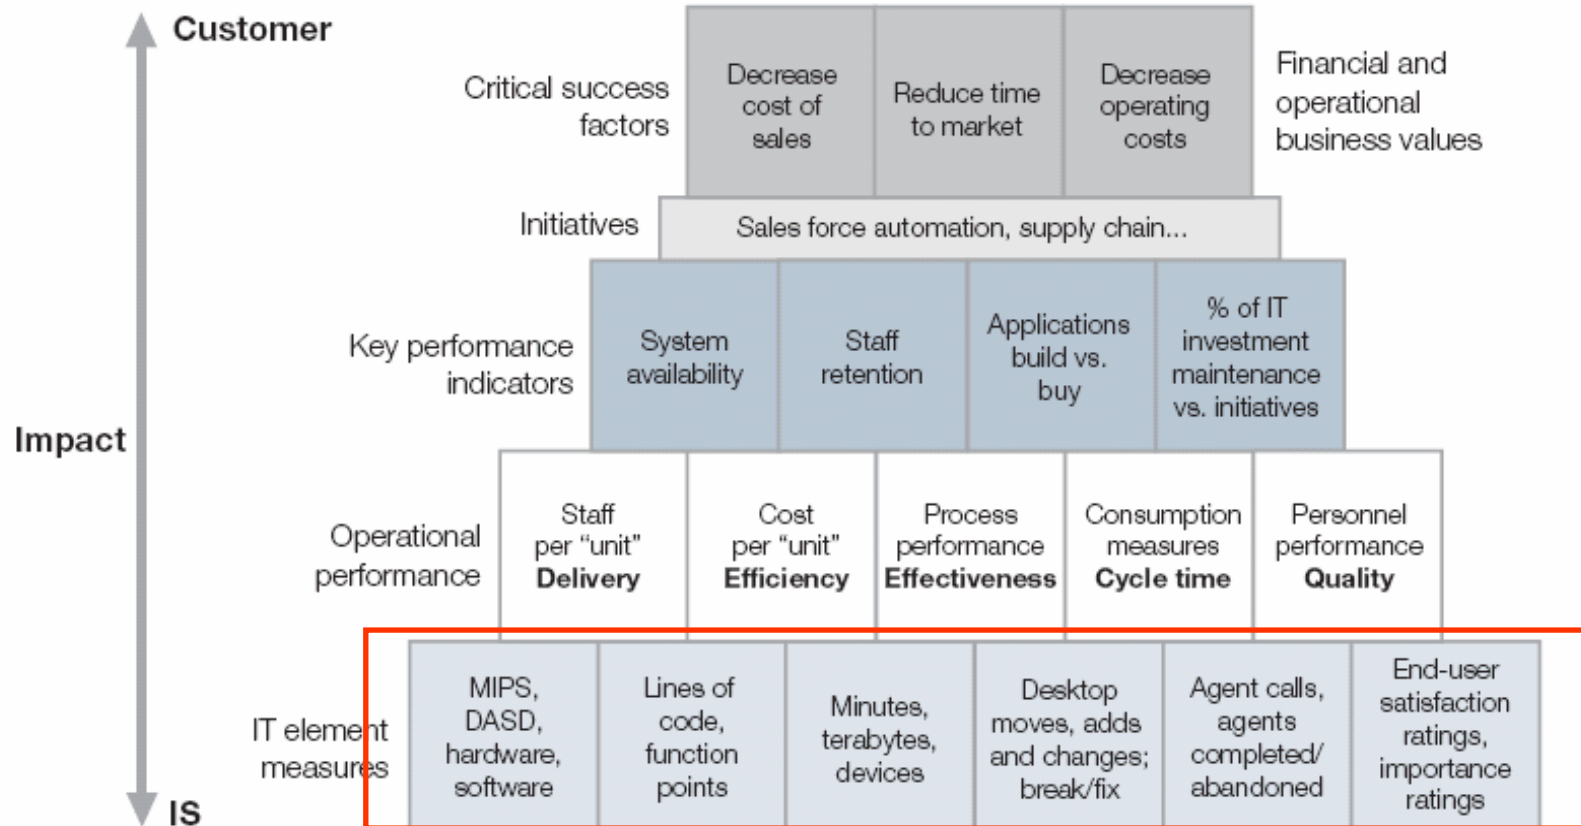 Customer
Critical success
factors
Decrease
cost of
sales
Reduce time
to market
Decrease
operating
costs
Financial and
operational
business values
Initiatives
Sales force automation, supply chain...
Key performance
indicators
System
availability
Staff
retention
Applications
build vs.
buy
% of IT
investment
maintenance
vs. initiatives
Impact
Operational
performance
Staff
per “unit”
Delivery
Cost
per “unit”
Efficiency
Process
performance
Effectiveness
Consumption
measures
Cycle time
Personnel
performance
Quality
IT element
measures
MIPS,
DASD,
hardware,
software
Lines of
code,
function
points
Minutes,
terabytes,
devices
Desktop
moves, adds
and changes;
break/fix
Agent calls,
agents
completed/
abandoned
End-user
satisfaction
ratings,
importance
ratings
IS